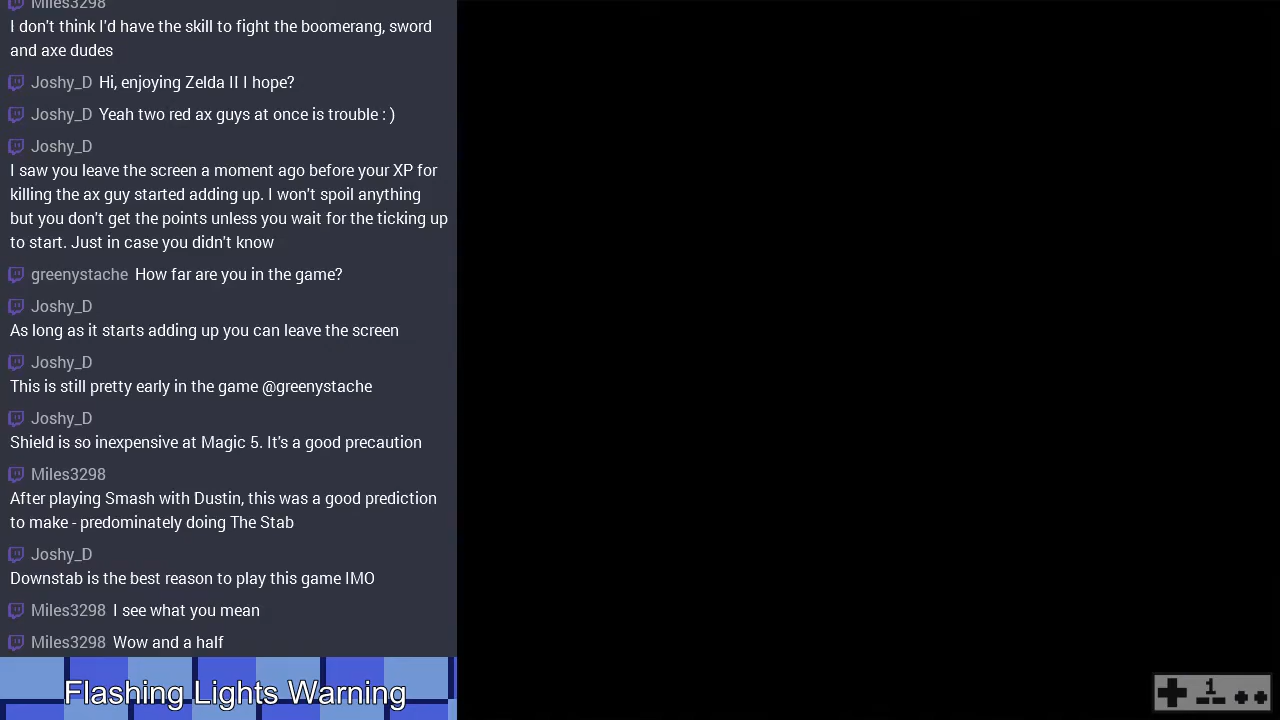 Miles3298
I don't think I'd have the skill to fight the boomerang, sword
and axe dudes
Joshy_D Hi, enjoying Zelda II I hope?
Joshy_D Yeah two red ax guys at once is trouble : )
Joshy_D
I saw you leave the screen a moment ago before your XP for
killing the ax guy started adding up. I won't spoil anything
but you don't get the points unless you wait for the ticking up
to start. Just in case you didn't know
greenystache How far are you in the game?
Joshy_D
As long as it starts adding up you can leave the screen
Joshy_D
This is still pretty early in the game @greenystache
Joshy_D
Shield is so inexpensive at Magic 5. It's a good precaution
Miles3298
After playing Smash with Dustin, this was a good prediction
to make - predominately doing The Stab
Joshy_D
Downstab is the best reason to play this game IMO
Miles3298 I see what you mean
Miles3298 Wow and a half
Flashing Lights Warning
1